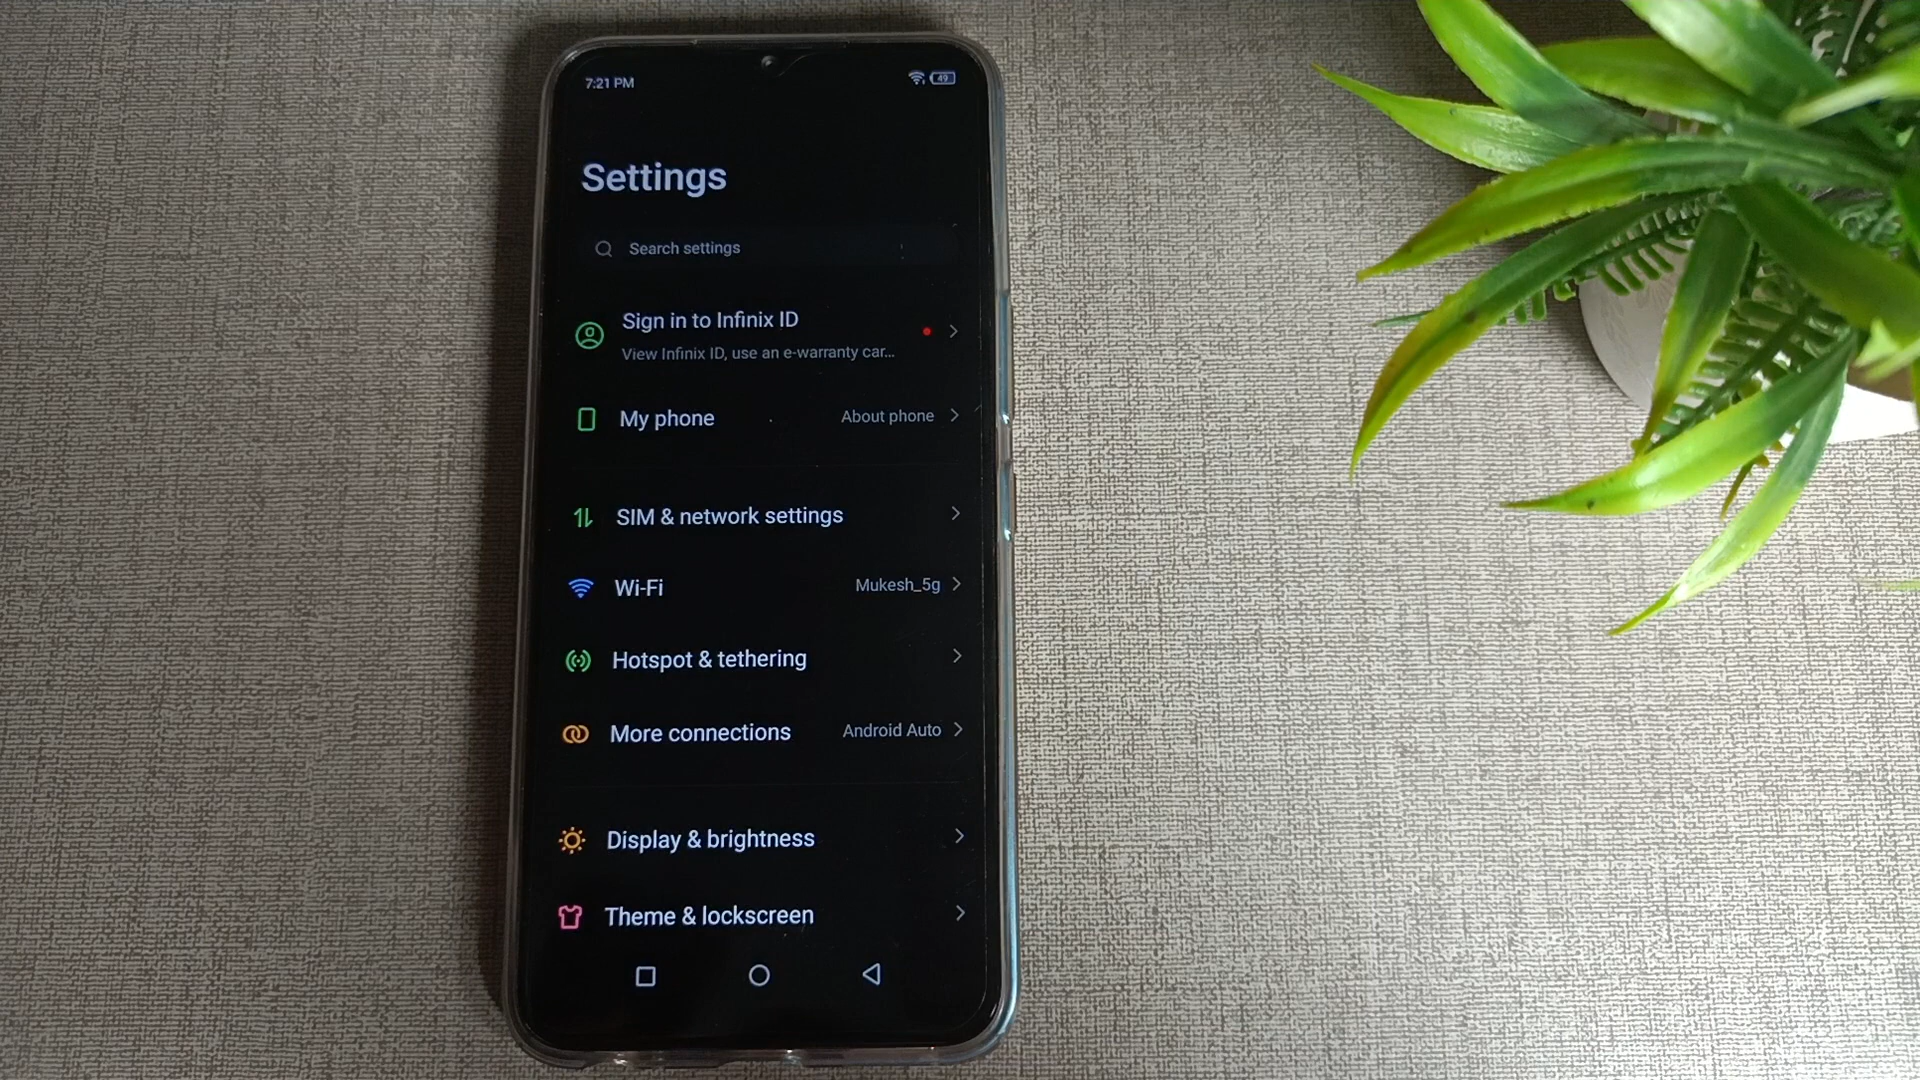 7:21 PM
49
Settings
Search settings
Sign in to Infinix ID
View Infinix ID, use an e-warranty car...
My phone
About phone
SIM & network settings
Wi-Fi
Mukesh_5g
Hotspot & tethering
More connections
Android Auto
Display & brightness
Theme & lockscreen